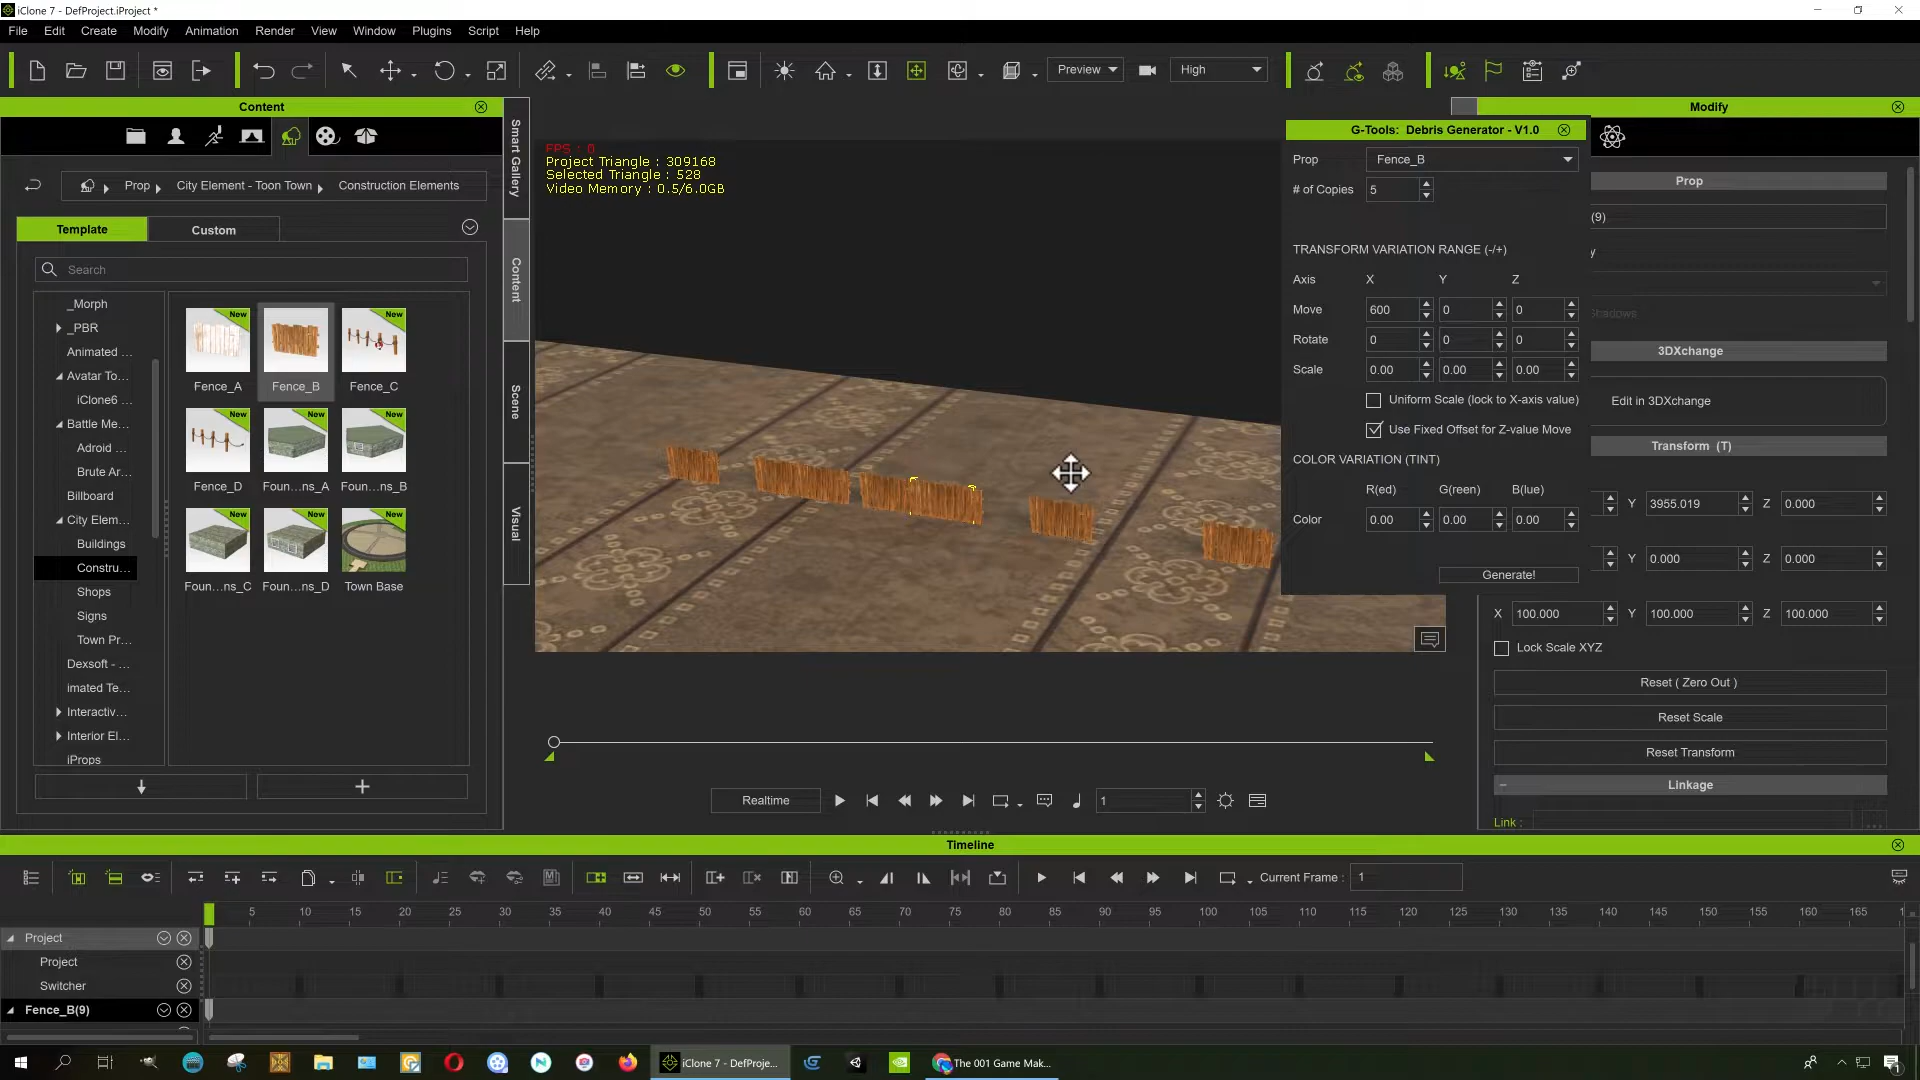 iClone 7 - DefProject.iProject *
File Edit Create Modify Animation Render View Window Plugins Script Help
Preview High
Content
Modify
G-Tools: Debris Generator - V1.0
Prop City Element - Toon Town Construction Elements
Template Custom
Search
_Morph
_PBR
Animated ...
Avatar To...
iClone6 ...
Battle Me...
Adroid ...
Brute Ar...
Billboard
City Elem...
Buildings
Constru...
Shops
Signs
Town Pr...
Dexsoft - ...
imated Te...
Interactiv...
Interior El...
iProps
New New New
Fence_A Fence_B Fence_C
New New New
Fence_D Foun...ns_A Foun...ns_B
New New New
Foun...ns_C Foun...ns_D Town Base
Smart Gallery
Content
Scene
Visual
FPS : 0
Project Triangle : 309168
Selected Triangle : 528
Video Memory : 0.5/6.0GB
Prop Fence_B
# of Copies 5
TRANSFORM VARIATION RANGE (-/+)
Axis X Y Z
Move 600 0 0
Rotate 0 0 0
Scale 0.00 0.00 0.00
Uniform Scale (lock to X-axis value)
Use Fixed Offset for Z-value Move
COLOR VARIATION (TINT)
R(ed) G(reen) B(lue)
Color 0.00 0.00 0.00
Generate!
Prop
(9)
y
Shadows
3DXchange
Edit in 3DXchange
Transform (T)
Y 3955.019 Z 0.000
Y 0.000 Z 0.000
X 100.000 Y 100.000 Z 100.000
Lock Scale XYZ
Reset ( Zero Out )
Reset Scale
Reset Transform
Linkage
Link :
Realtime 1
Timeline
Current Frame : 1
5 10 15 20 25 30 35 40 45 50 55 60 65 70 75 80 85 90 95 100 105 110 115 120 125 130 135 140 145 150 155 160 165 1
Project
Project
Switcher
Fence_B(9)
iClone 7 - DefProje...
The 001 Game Mak...
1